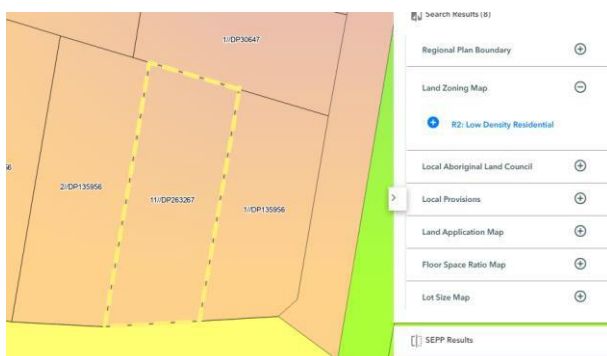 Search Results (8)
1//DP30647
Regional Plan Boundary
Land Zoning Map
R2: Low Density Residential
Local Aboriginal Land Council
2//DP135956
11//DP263267
1//DP135956
Local Provisions
Land Application Map
Floor Space Ratio Map
Lot Size Map
SEPP Results